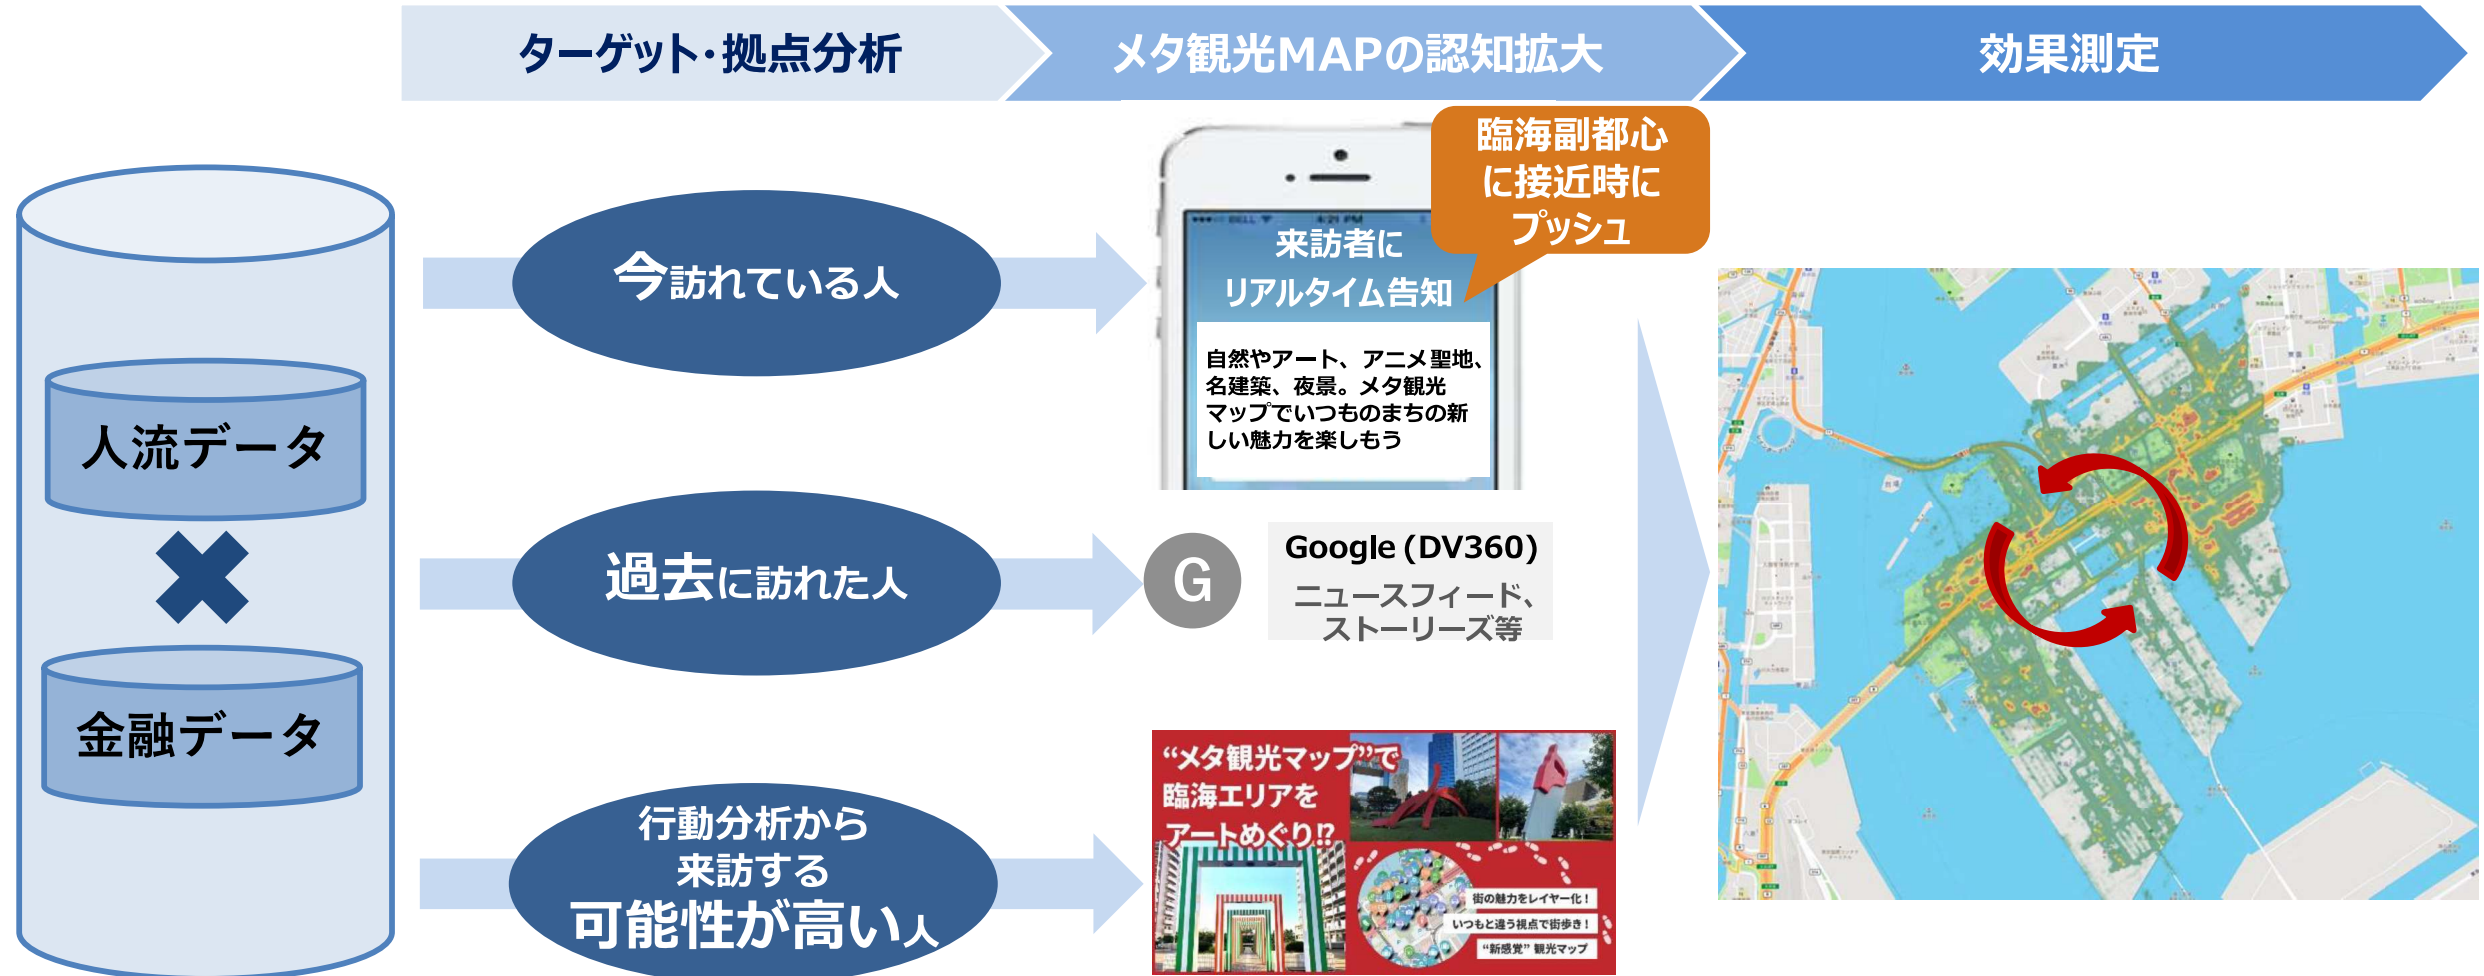 ターゲット・拠点分析
メタ観光MAPの認知拡大
効果測定
人流データ
金融データ
今訪れている人
過去に訪れた人
行動分析から
来訪する
可能性が高い人
臨海副都心
に接近時に
プッシュ
BELL 4:21 PM
来訪者に
リアルタイム告知
自然やアート、アニメ聖地、
名建築、夜景。メタ観光
マップでいつものまちの新
しい魅力を楽しもう
G
Google (DV360)
ニュースフィード、
ストーリーズ等
“メタ観光マップ”で
臨海エリアを
アートめぐり!?
街の魅力をレイヤー化!
いつもと違う視点で街歩き!
“新感覚” 観光マップ